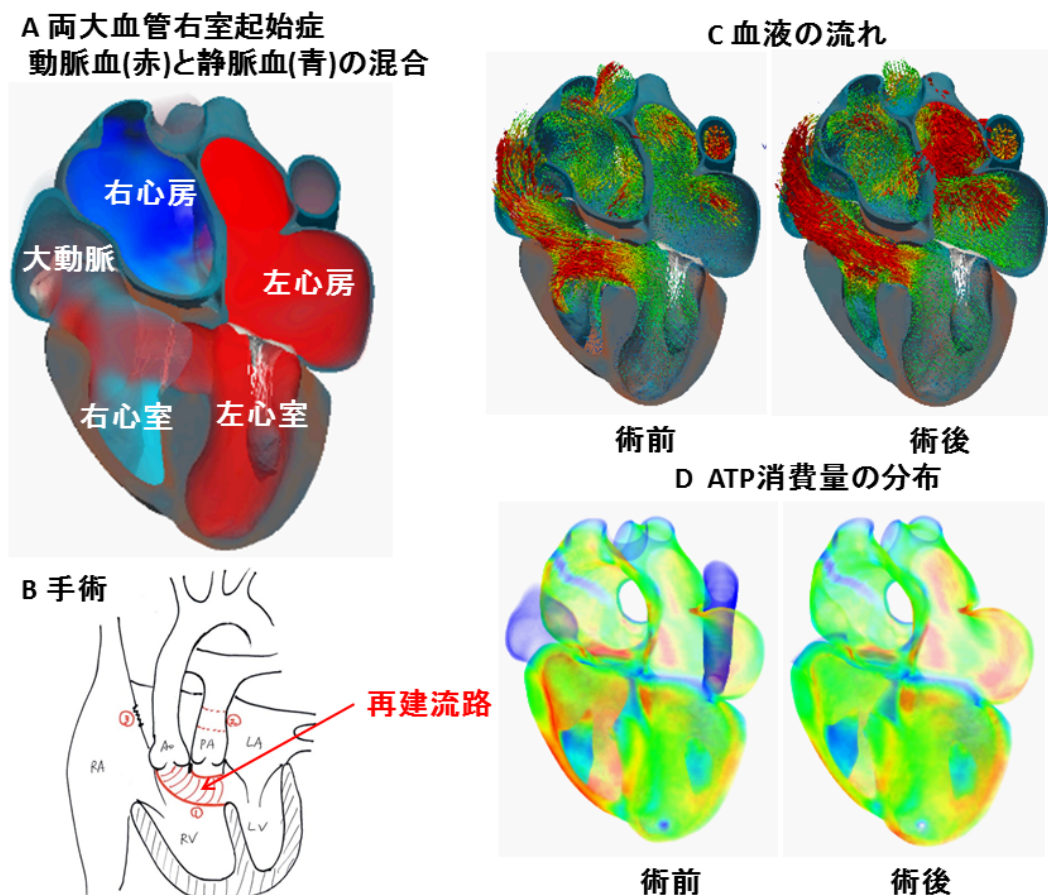 A 両大血管右室起始症
動脈血(赤)と静脈血(青)の混合
右心房
大動脈
左心房
右心室
左心室
B 手術
③
②
Ao
PA
LA
RA
①
RV
LV
再建流路
C 血液の流れ
術前
術後
D ATP消費量の分布
術前
術後